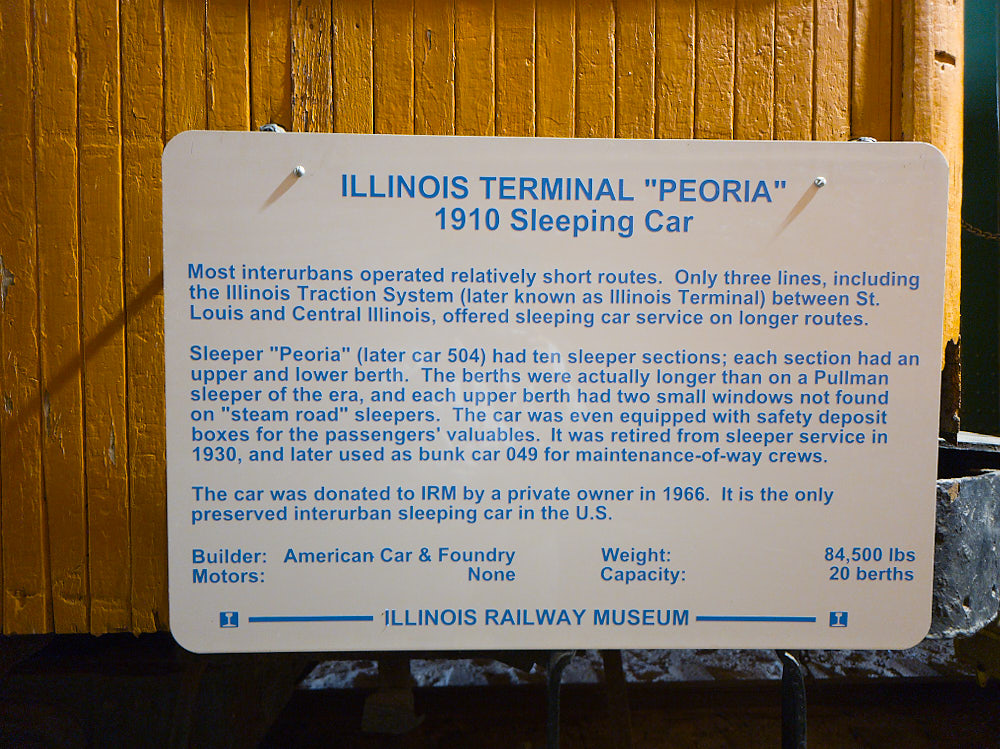 ILLINOIS TERMINAL "PEORIA"
1910 Sleeping Car
Most interurbans operated relatively short routes. Only three lines, including
the Illinois Traction System (later known as Illinois Terminal) between St.
Louis and Central Illinois, offered sleeping car service on longer routes.
Sleeper "Peoria" (later car 504) had ten sleeper sections; each section had an
upper and lower berth. The berths were actually longer than on a Pullman
sleeper of the era, and each upper berth had two small windows not found
on "steam road" sleepers. The car was even equipped with safety deposit
boxes for the passengers' valuables. It was retired from sleeper service in
1930, and later used as bunk car 049 for maintenance-of-way crews.
The car was donated to IRM by a private owner in 1966. It is the only
preserved interurban sleeping car in the U.S.
Builder: American Car & Foundry Weight: 84,500 lbs
Motors: None Capacity: 20 berths
ILLINOIS RAILWAY MUSEUM